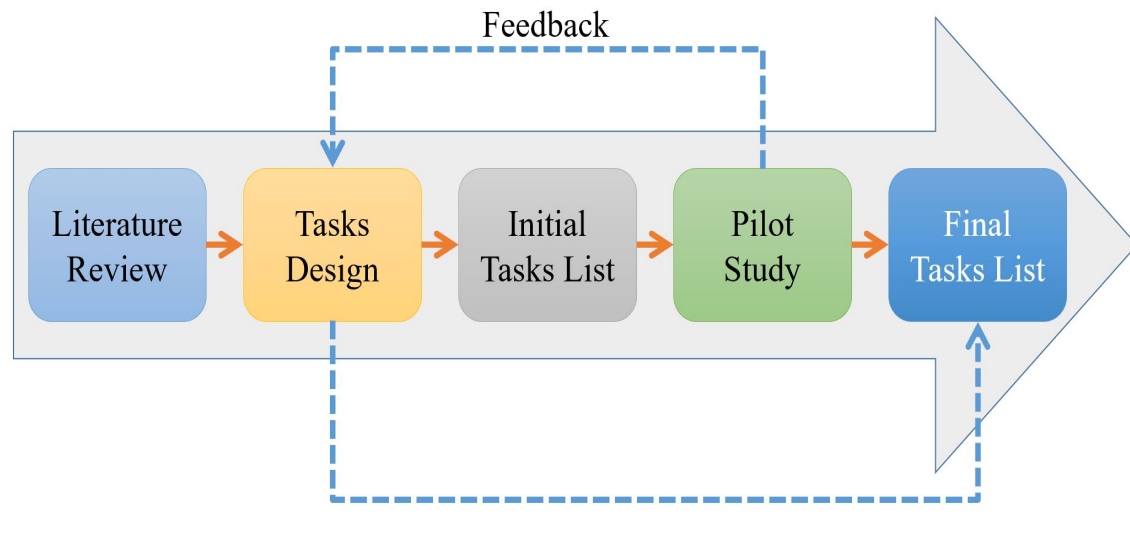 Feedback
Literature
Review
Tasks
Design
Initial
Tasks List
Pilot
Study
Final
Tasks List